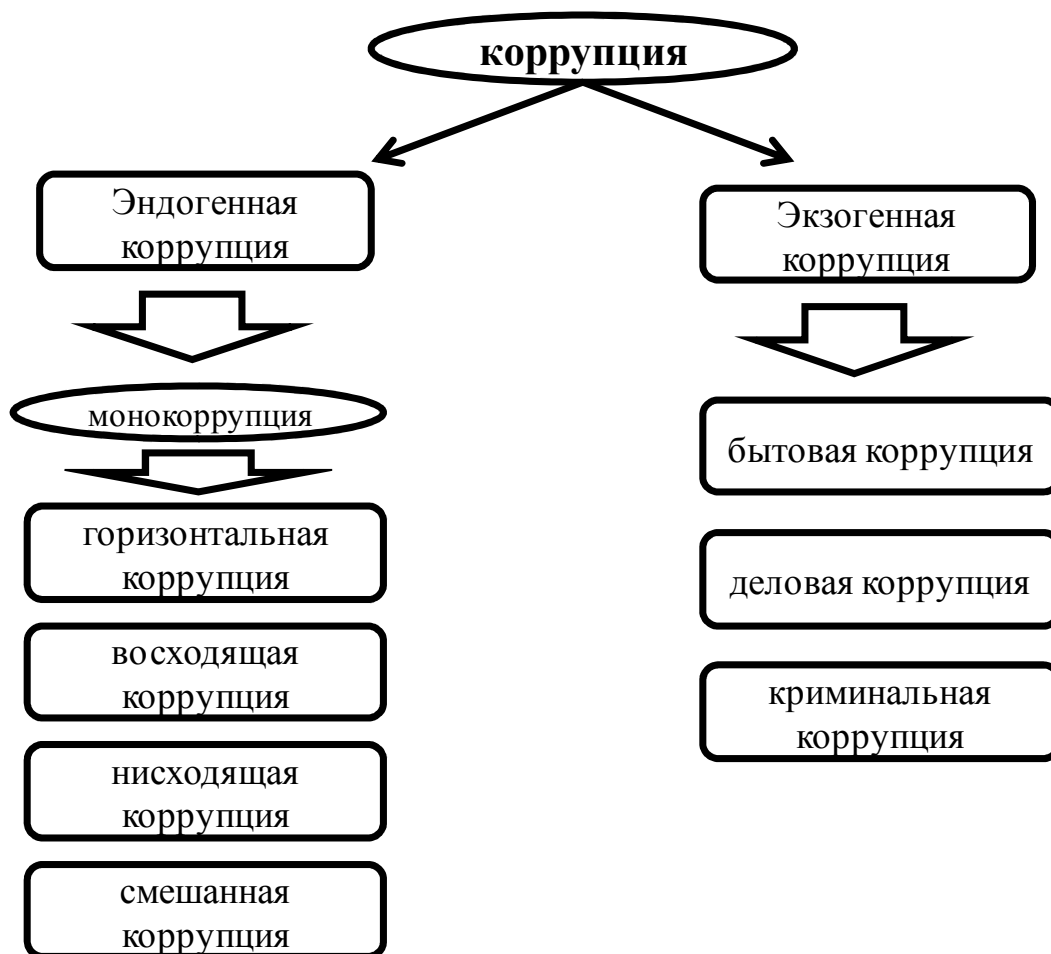 коррупция
Эндогенная
коррупция
Экзогенная
коррупция
монокоррупция
горизонтальная
коррупция
восходящая
коррупция
нисходящая
коррупция
смешанная
коррупция
бытовая коррупция
деловая коррупция
криминальная
коррупция